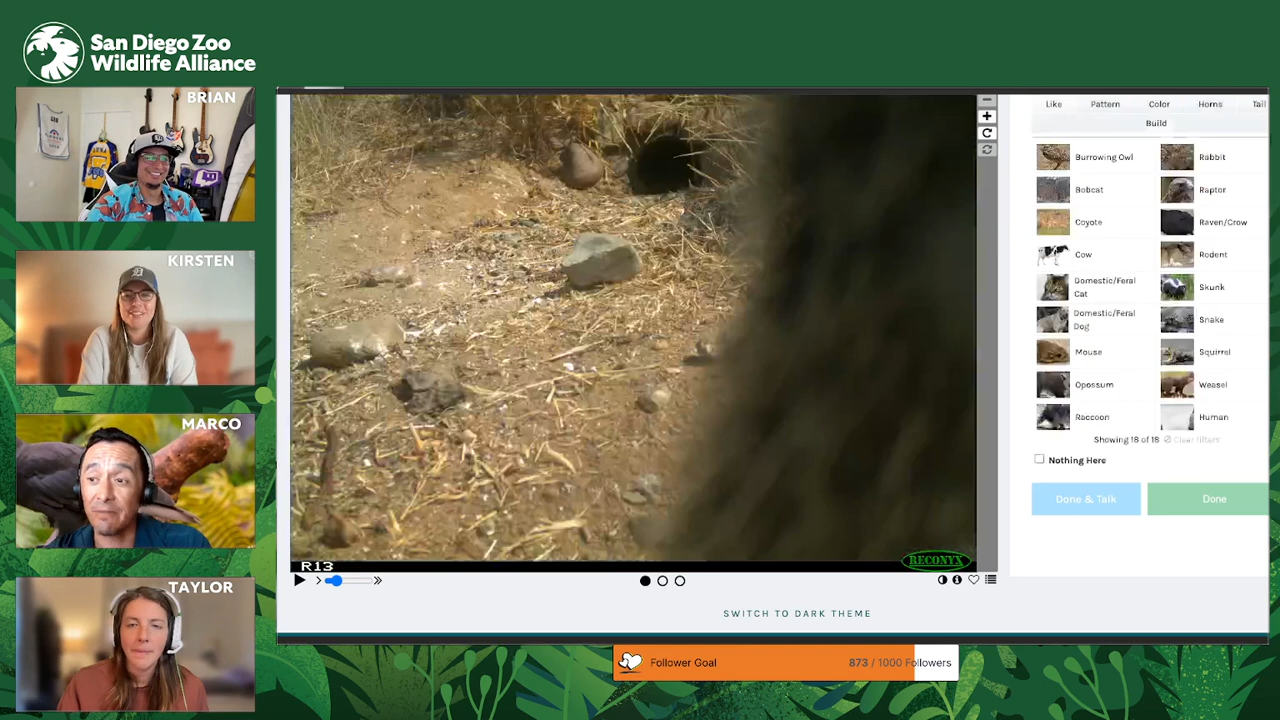 San Diego Zoo
Wildlife Alliance
BRIAN
KIRSTEN
MARCO
TAYLOR
Like Pattern Color Horns Tail
Build
Burrowing Owl Rabbit
Bobcat Raptor
Coyote Raven/Crow
Cow Rodent
Domestic/Feral
Cat
Skunk
Domestic/Feral
Dog
Snake
Mouse Squirrel
Opossum Weasel
Raccoon Human
Showing 18 of 18 Clear filters
Nothing Here
Done & Talk Done
R13
RECONYX
SWITCH TO DARK THEME
Follower Goal 873 / 1000 Followers